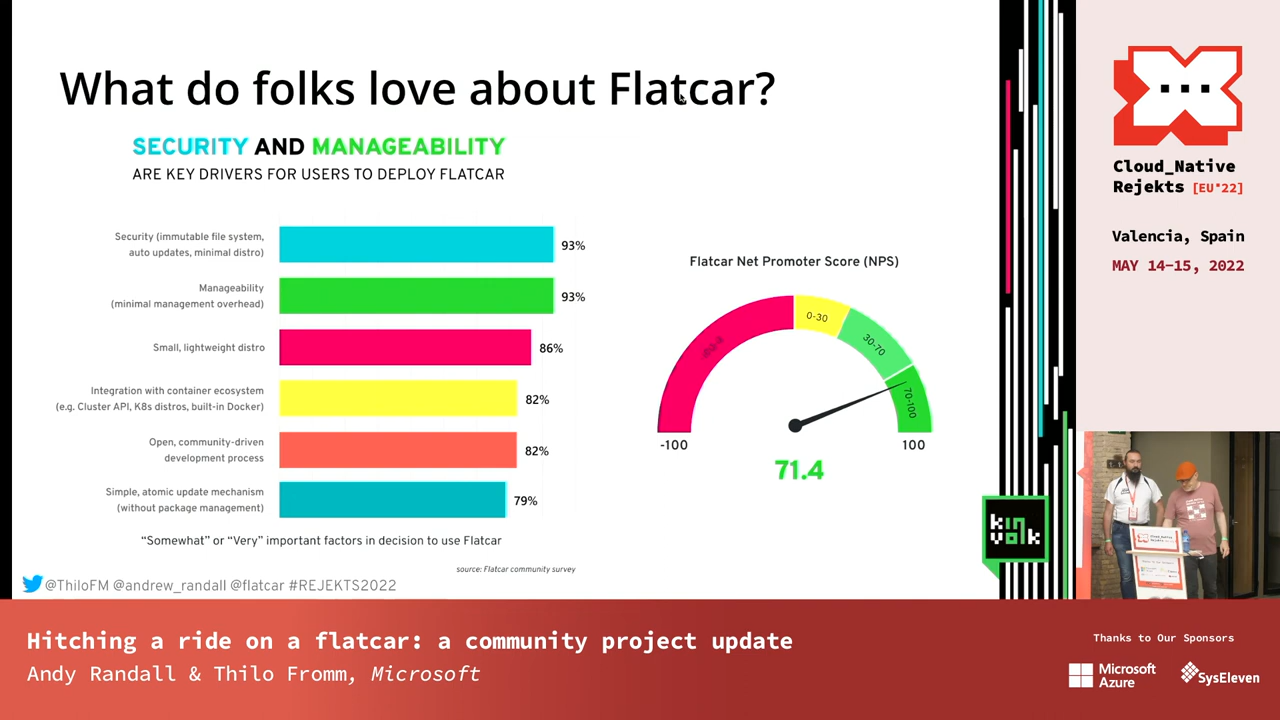 What do folks love about Flatcar?
SECURITY AND MANAGEABILITY
ARE KEY DRIVERS FOR USERS TO DEPLOY FLATCAR
Security (immutable file system,
auto updates, minimal distro)
93%
Manageability
(minimal management overhead)
93%
Small, lightweight distro
86%
Integration with container ecosystem
(e.g. Cluster API, K8s distros, built-in Docker)
82%
Open, community-driven
development process
82%
Simple, atomic update mechanism
(without package management)
79%
"Somewhat" or "Very" important factors in decision to use Flatcar
source: Flatcar community survey
Flatcar Net Promoter Score (NPS)
0-30
30-70
70-100
-100
100
71.4
@ThiloFM @andrew_randall @flatcar #REJEKTS2022
kinvolk
Cloud_Native
Rejekts [EU*22]
Valencia, Spain
MAY 14-15, 2022
Hitching a ride on a flatcar: a community project update
Andy Randall & Thilo Fromm, Microsoft
Thanks to Our Sponsors
Microsoft
Azure
SysEleven